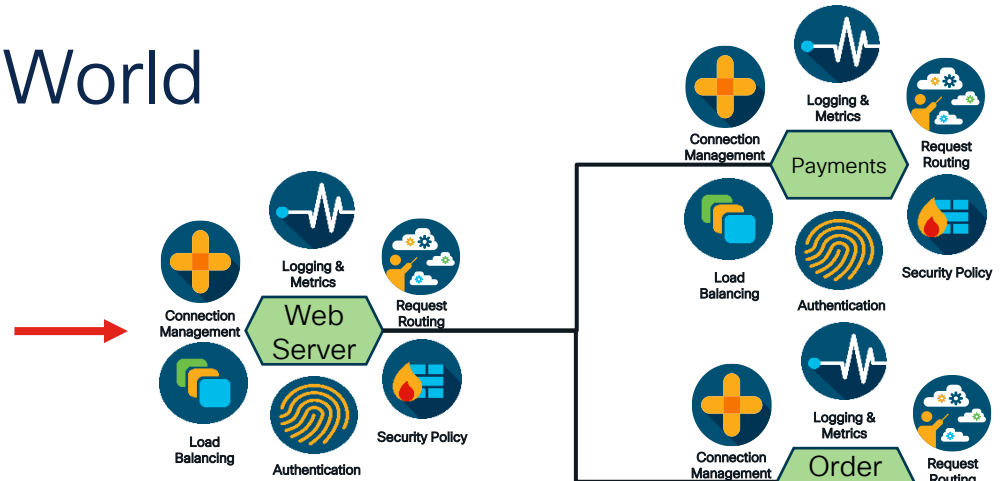 World
Logging &
Metrics
Connection
Management
Request
Routing
Payments
Load
Balancing
Security Policy
Authentication
Logging &
Metrics
Connection
Management
Request
Routing
Web
Server
Load
Balancing
Security Policy
Authentication
Logging &
Metrics
Connection
Management
Order
Request
Routing